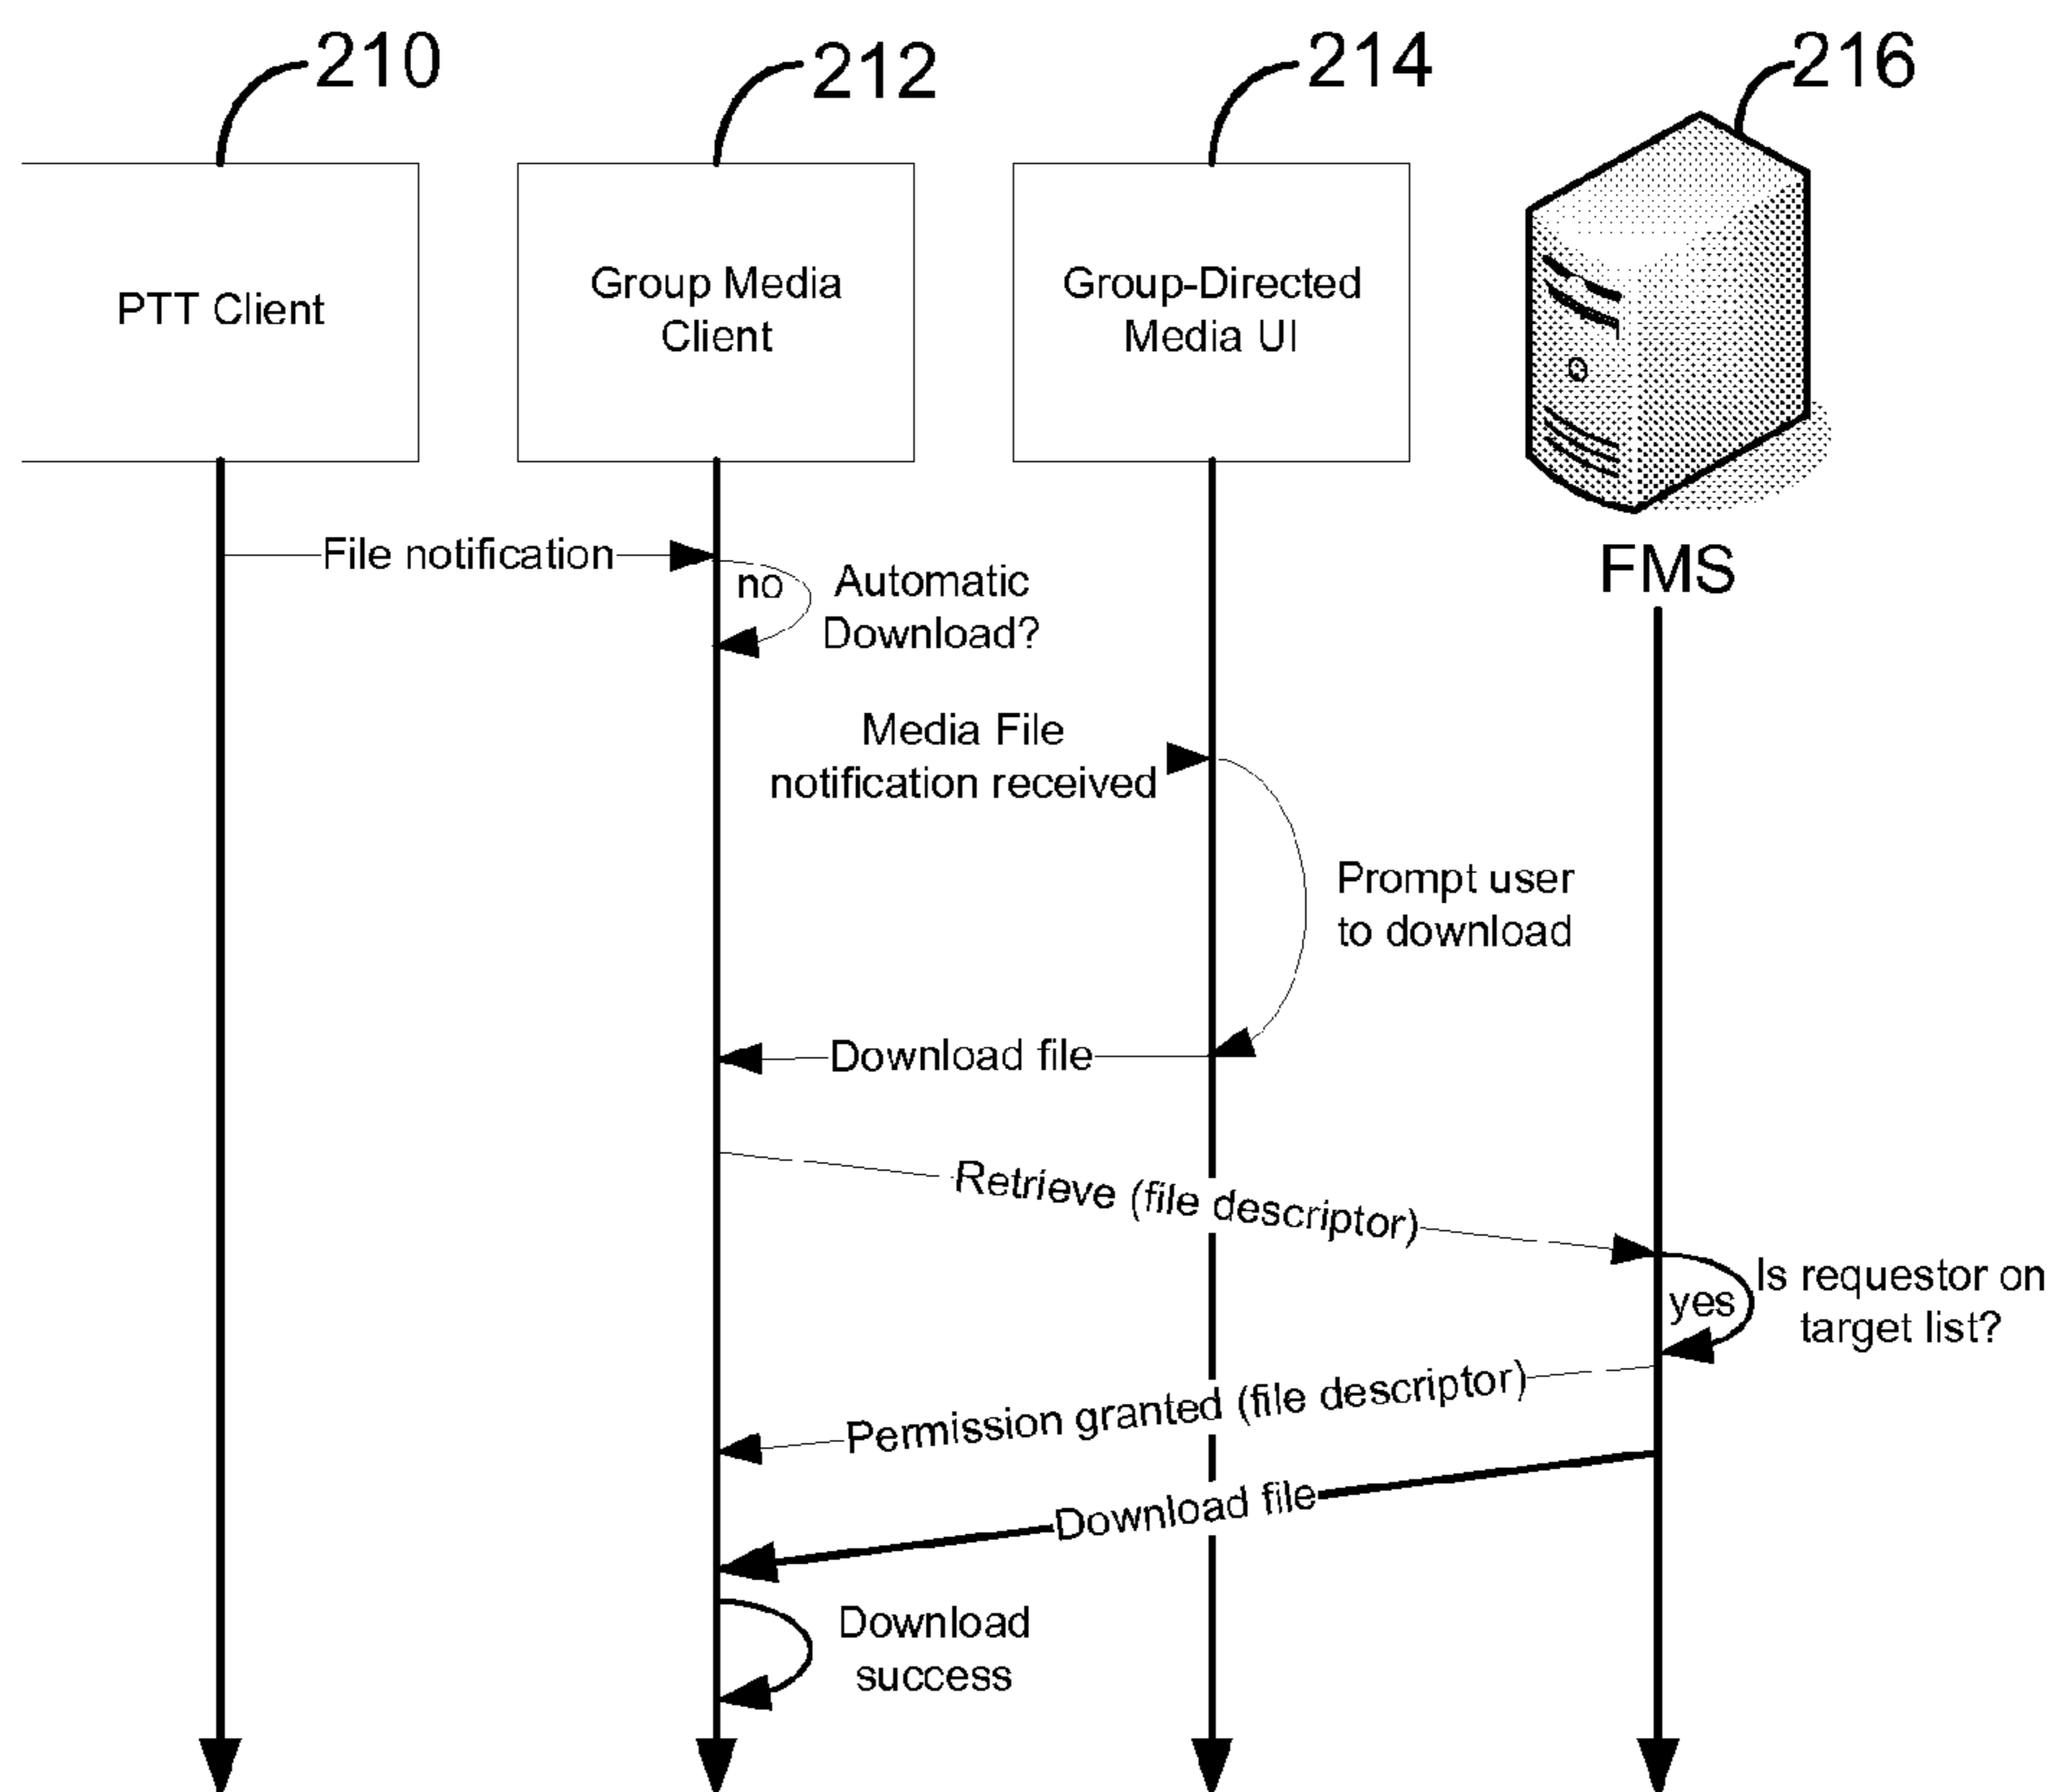 210
212
214
216
PTT Client
Group Media
Client
Group-Directed
Media UI
FMS
File notification
no
Automatic
Download?
Media File
notification received
Prompt user
to download
Download file
Retrieve (file descriptor)
yes
Is requestor on
target list?
Permission granted (file descriptor)
Download file
Download
success